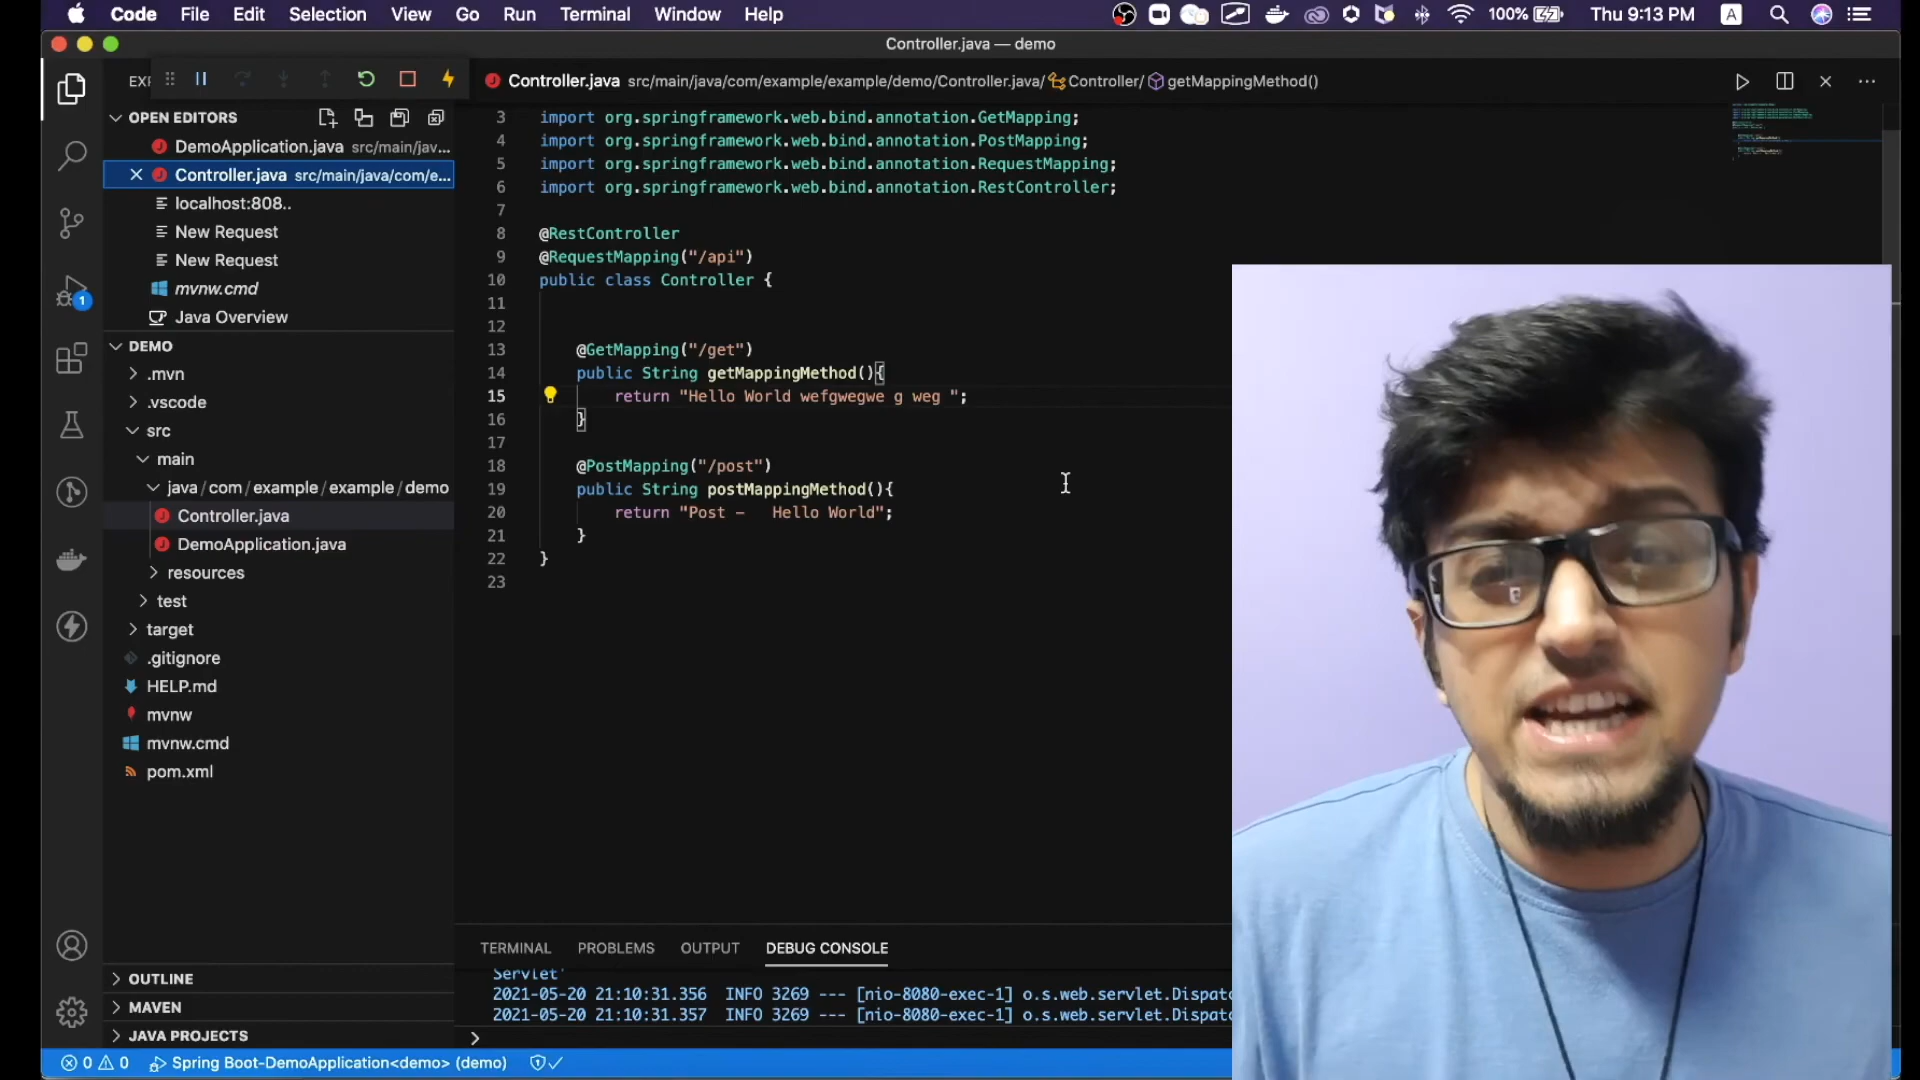 Code File Edit Selection View Go Run Terminal Window Help 100% Thu 9:13 PM A
Controller.java — demo
Controller.java src/main/java/com/example/example/demo/Controller.java/ Controller/ getMappingMethod()
OPEN EDITORS
DemoApplication.java src/main/jav...
Controller.java src/main/java/com/e...
localhost:808..
New Request
New Request
mvnw.cmd
Java Overview
DEMO
.mvn
.vscode
src
main
java/com/example/example/demo
Controller.java
DemoApplication.java
resources
test
target
.gitignore
HELP.md
mvnw
mvnw.cmd
pom.xml
OUTLINE
MAVEN
JAVA PROJECTS
1
3 import org.springframework.web.bind.annotation.GetMapping;
4 import org.springframework.web.bind.annotation.PostMapping;
5 import org.springframework.web.bind.annotation.RequestMapping;
6 import org.springframework.web.bind.annotation.RestController;
7
8 @RestController
9 @RequestMapping("/api")
10 public class Controller {
11
12
13 @GetMapping("/get")
14 public String getMappingMethod(){
15 return "Hello World wefgwegwe g weg ";
16 }
17
18 @PostMapping("/post")
19 public String postMappingMethod(){
20 return "Post -   Hello World";
21 }
22 }
23
TERMINAL PROBLEMS OUTPUT DEBUG CONSOLE
Servlet'
2021-05-20 21:10:31.356 INFO 3269 --- [nio-8080-exec-1] o.s.web.servlet.Dispatc
2021-05-20 21:10:31.357 INFO 3269 --- [nio-8080-exec-1] o.s.web.servlet.Dispatc
0 0 Spring Boot-DemoApplication<demo> (demo)